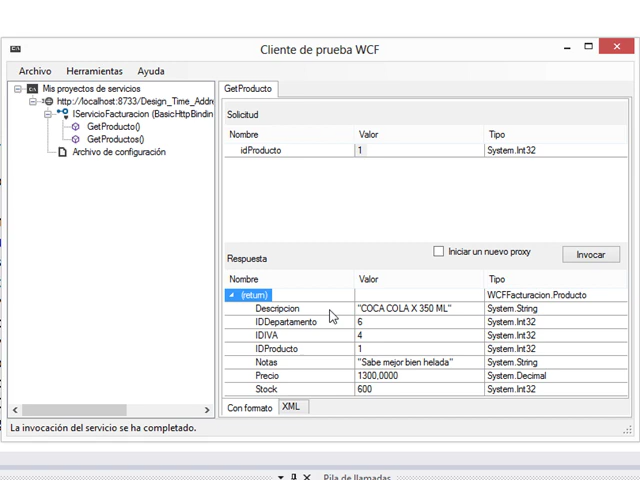 Cliente de prueba WCF
Archivo Herramientas Ayuda
Mis proyectos de servicios
http://localhost:8733/Design_Time_Addre
IServicioFacturacion (BasicHttpBindin
GetProducto()
GetProductos()
Archivo de configuración
GetProducto
Solicitud
Nombre Valor Tipo
idProducto 1 System.Int32
Respuesta
Iniciar un nuevo proxy
Invocar
Nombre Valor Tipo
(return) WCFFacturacion.Producto
Descripcion "COCA COLA X 350 ML" System.String
IDDepartamento 6 System.Int32
IDIVA 4 System.Int32
IDProducto 1 System.Int32
Notas "Sabe mejor bien helada" System.String
Precio 1300,0000 System.Decimal
Stock 600 System.Int32
Con formato XML
La invocación del servicio se ha completado.
Pila de llamadas